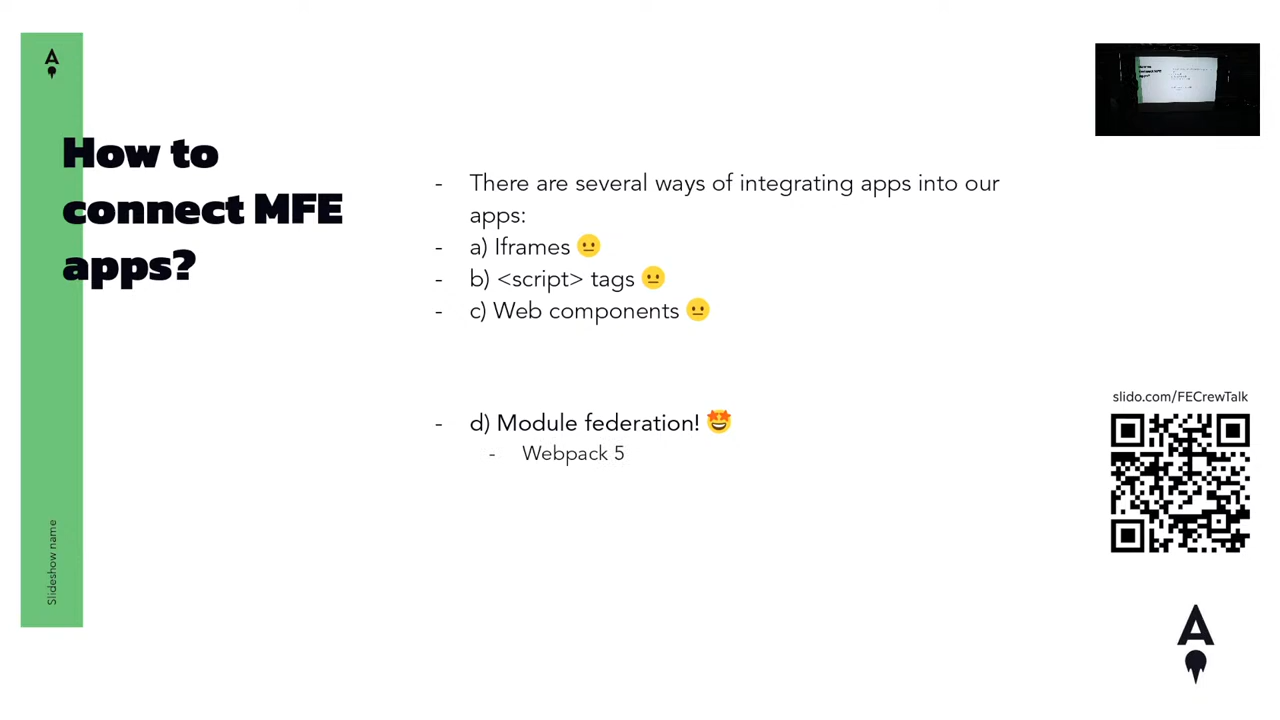 How to
connect MFE
apps?
- There are several ways of integrating apps into our
apps:
- a) Iframes 😐
- b) <script> tags 😐
- c) Web components 😐
- d) Module federation! 🤩
- Webpack 5
slido.com/FECrewTalk
Slideshow name